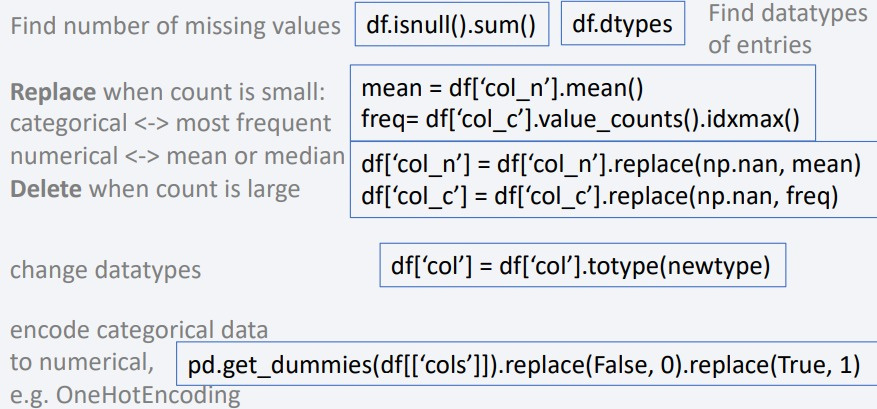 Find number of missing values
df.isnull().sum()
df.dtypes
Find datatypes
of entries
Replace when count is small:
categorical <-> most frequent
numerical <-> mean or median
Delete when count is large
mean = df[‘col_n’].mean()
freq= df[‘col_c’].value_counts().idxmax()
df[‘col_n’] = df[‘col_n’].replace(np.nan, mean)
df[‘col_c’] = df[‘col_c’].replace(np.nan, freq)
change datatypes
df[‘col’] = df[‘col’].totype(newtype)
encode categorical data
to numerical,
e.g. OneHotEncoding
pd.get_dummies(df[[‘cols’]]).replace(False, 0).replace(True, 1)